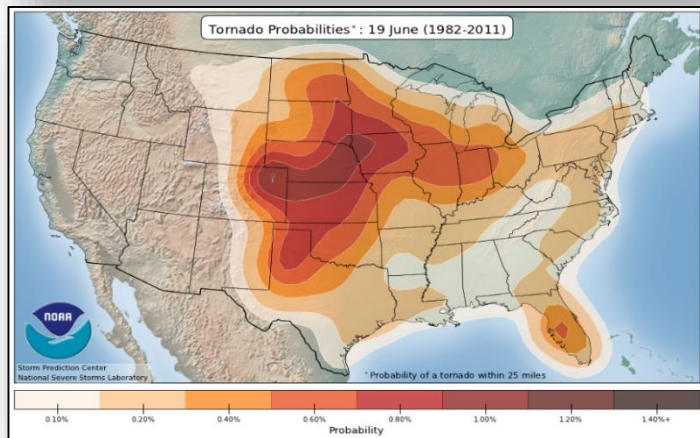 Tornado Probabilities*: 19 June (1982-2011)
NOAA
Storm Prediction Center
National Severe Storms Laboratory
*Probability of a tornado within 25 miles
0.10% 0.20% 0.40% 0.60% 0.80% 1.00% 1.20% 1.40%+
Probability